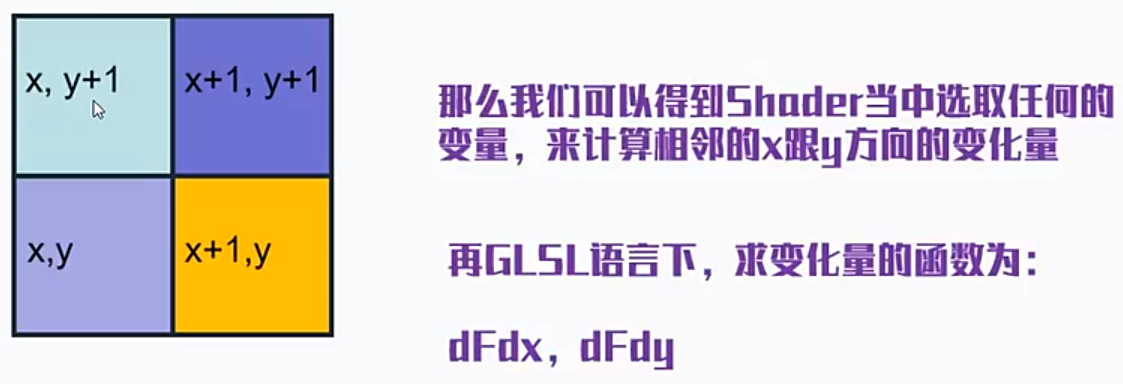 x, y+1
x+1, y+1
x,y
x+1,y
那么我们可以得到Shader当中选取任何的
变量，来计算相邻的x跟y方向的变化量
再GLSL语言下，求变化量的函数为：
dFdx，dFdy